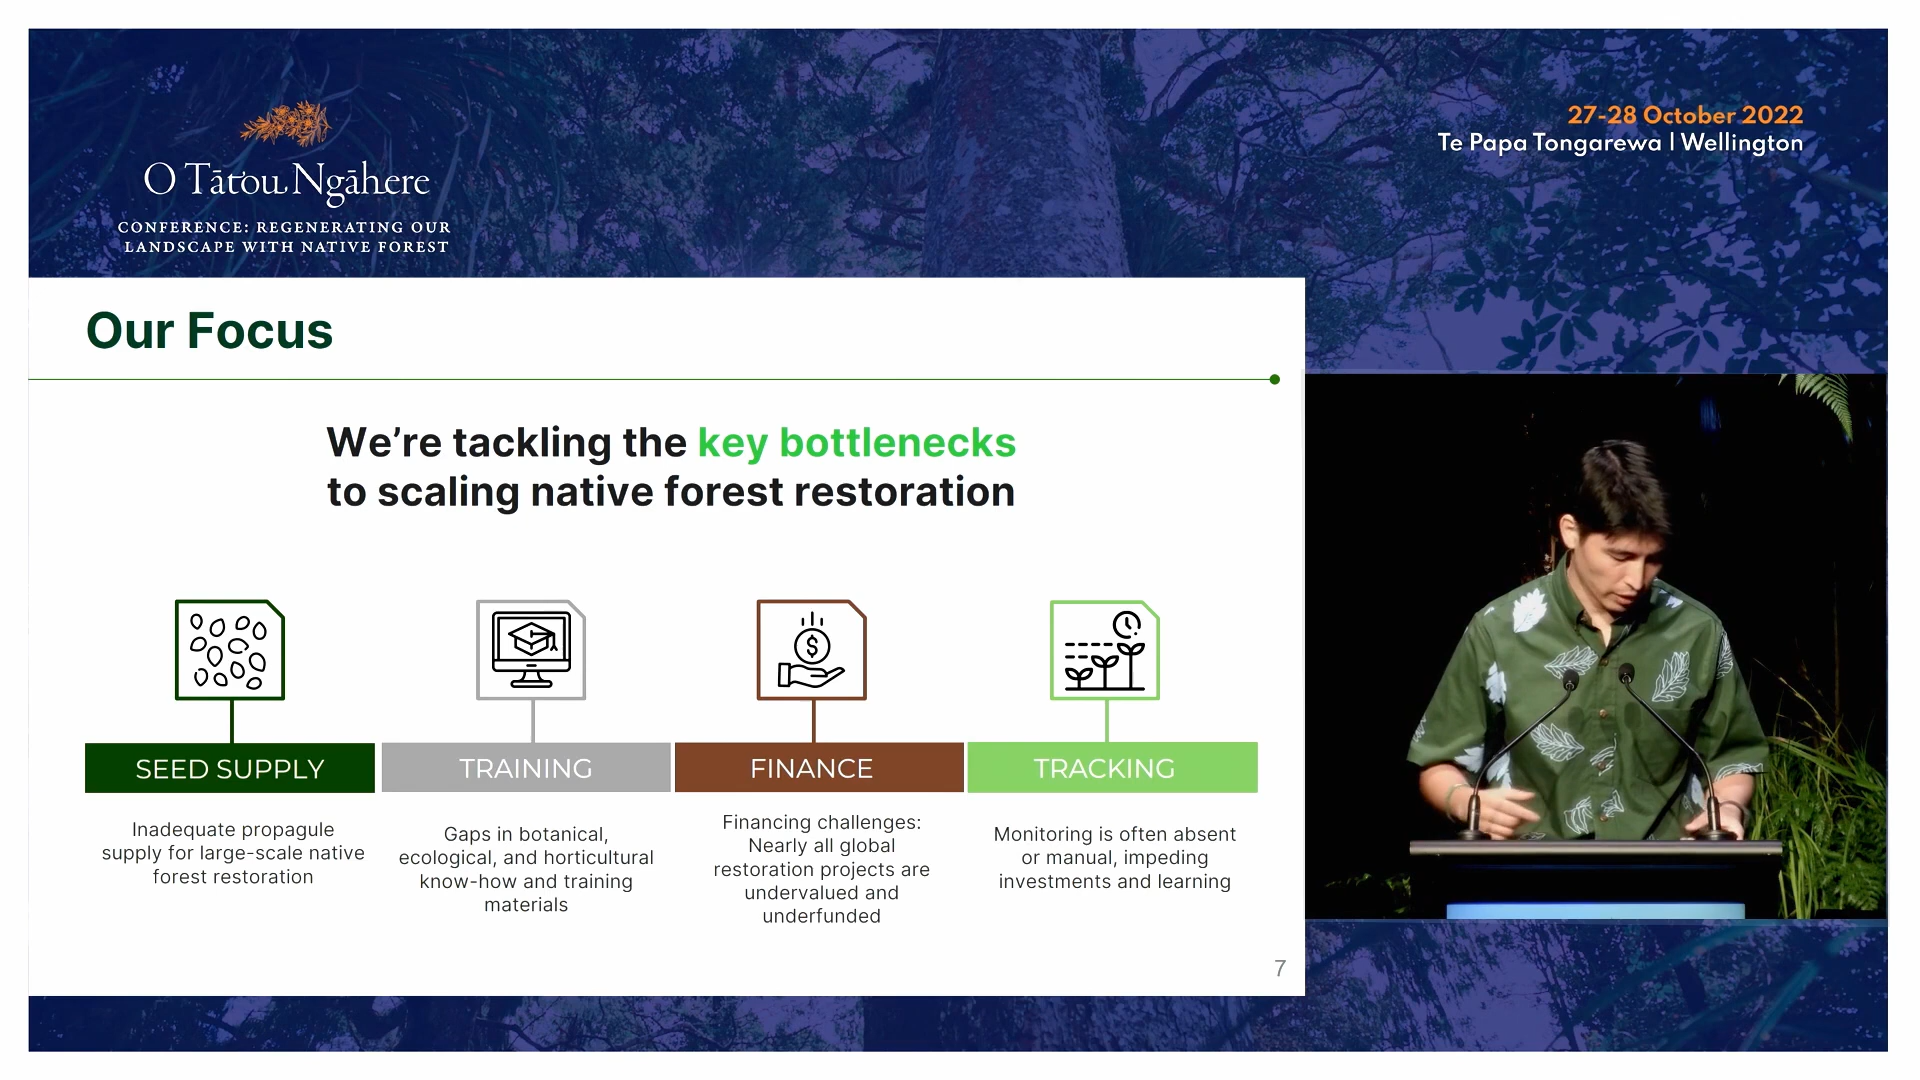 O Tātou Ngāhere
CONFERENCE: REGENERATING OUR
LANDSCAPE WITH NATIVE FOREST
27-28 October 2022
Te Papa Tongarewa | Wellington
Our Focus
We’re tackling the key bottlenecks
to scaling native forest restoration
$
SEED SUPPLY
Inadequate propagule
supply for large-scale native
forest restoration
TRAINING
Gaps in botanical,
ecological, and horticultural
know-how and training
materials
FINANCE
Financing challenges:
Nearly all global
restoration projects are
undervalued and
underfunded
TRACKING
Monitoring is often absent
or manual, impeding
investments and learning
7